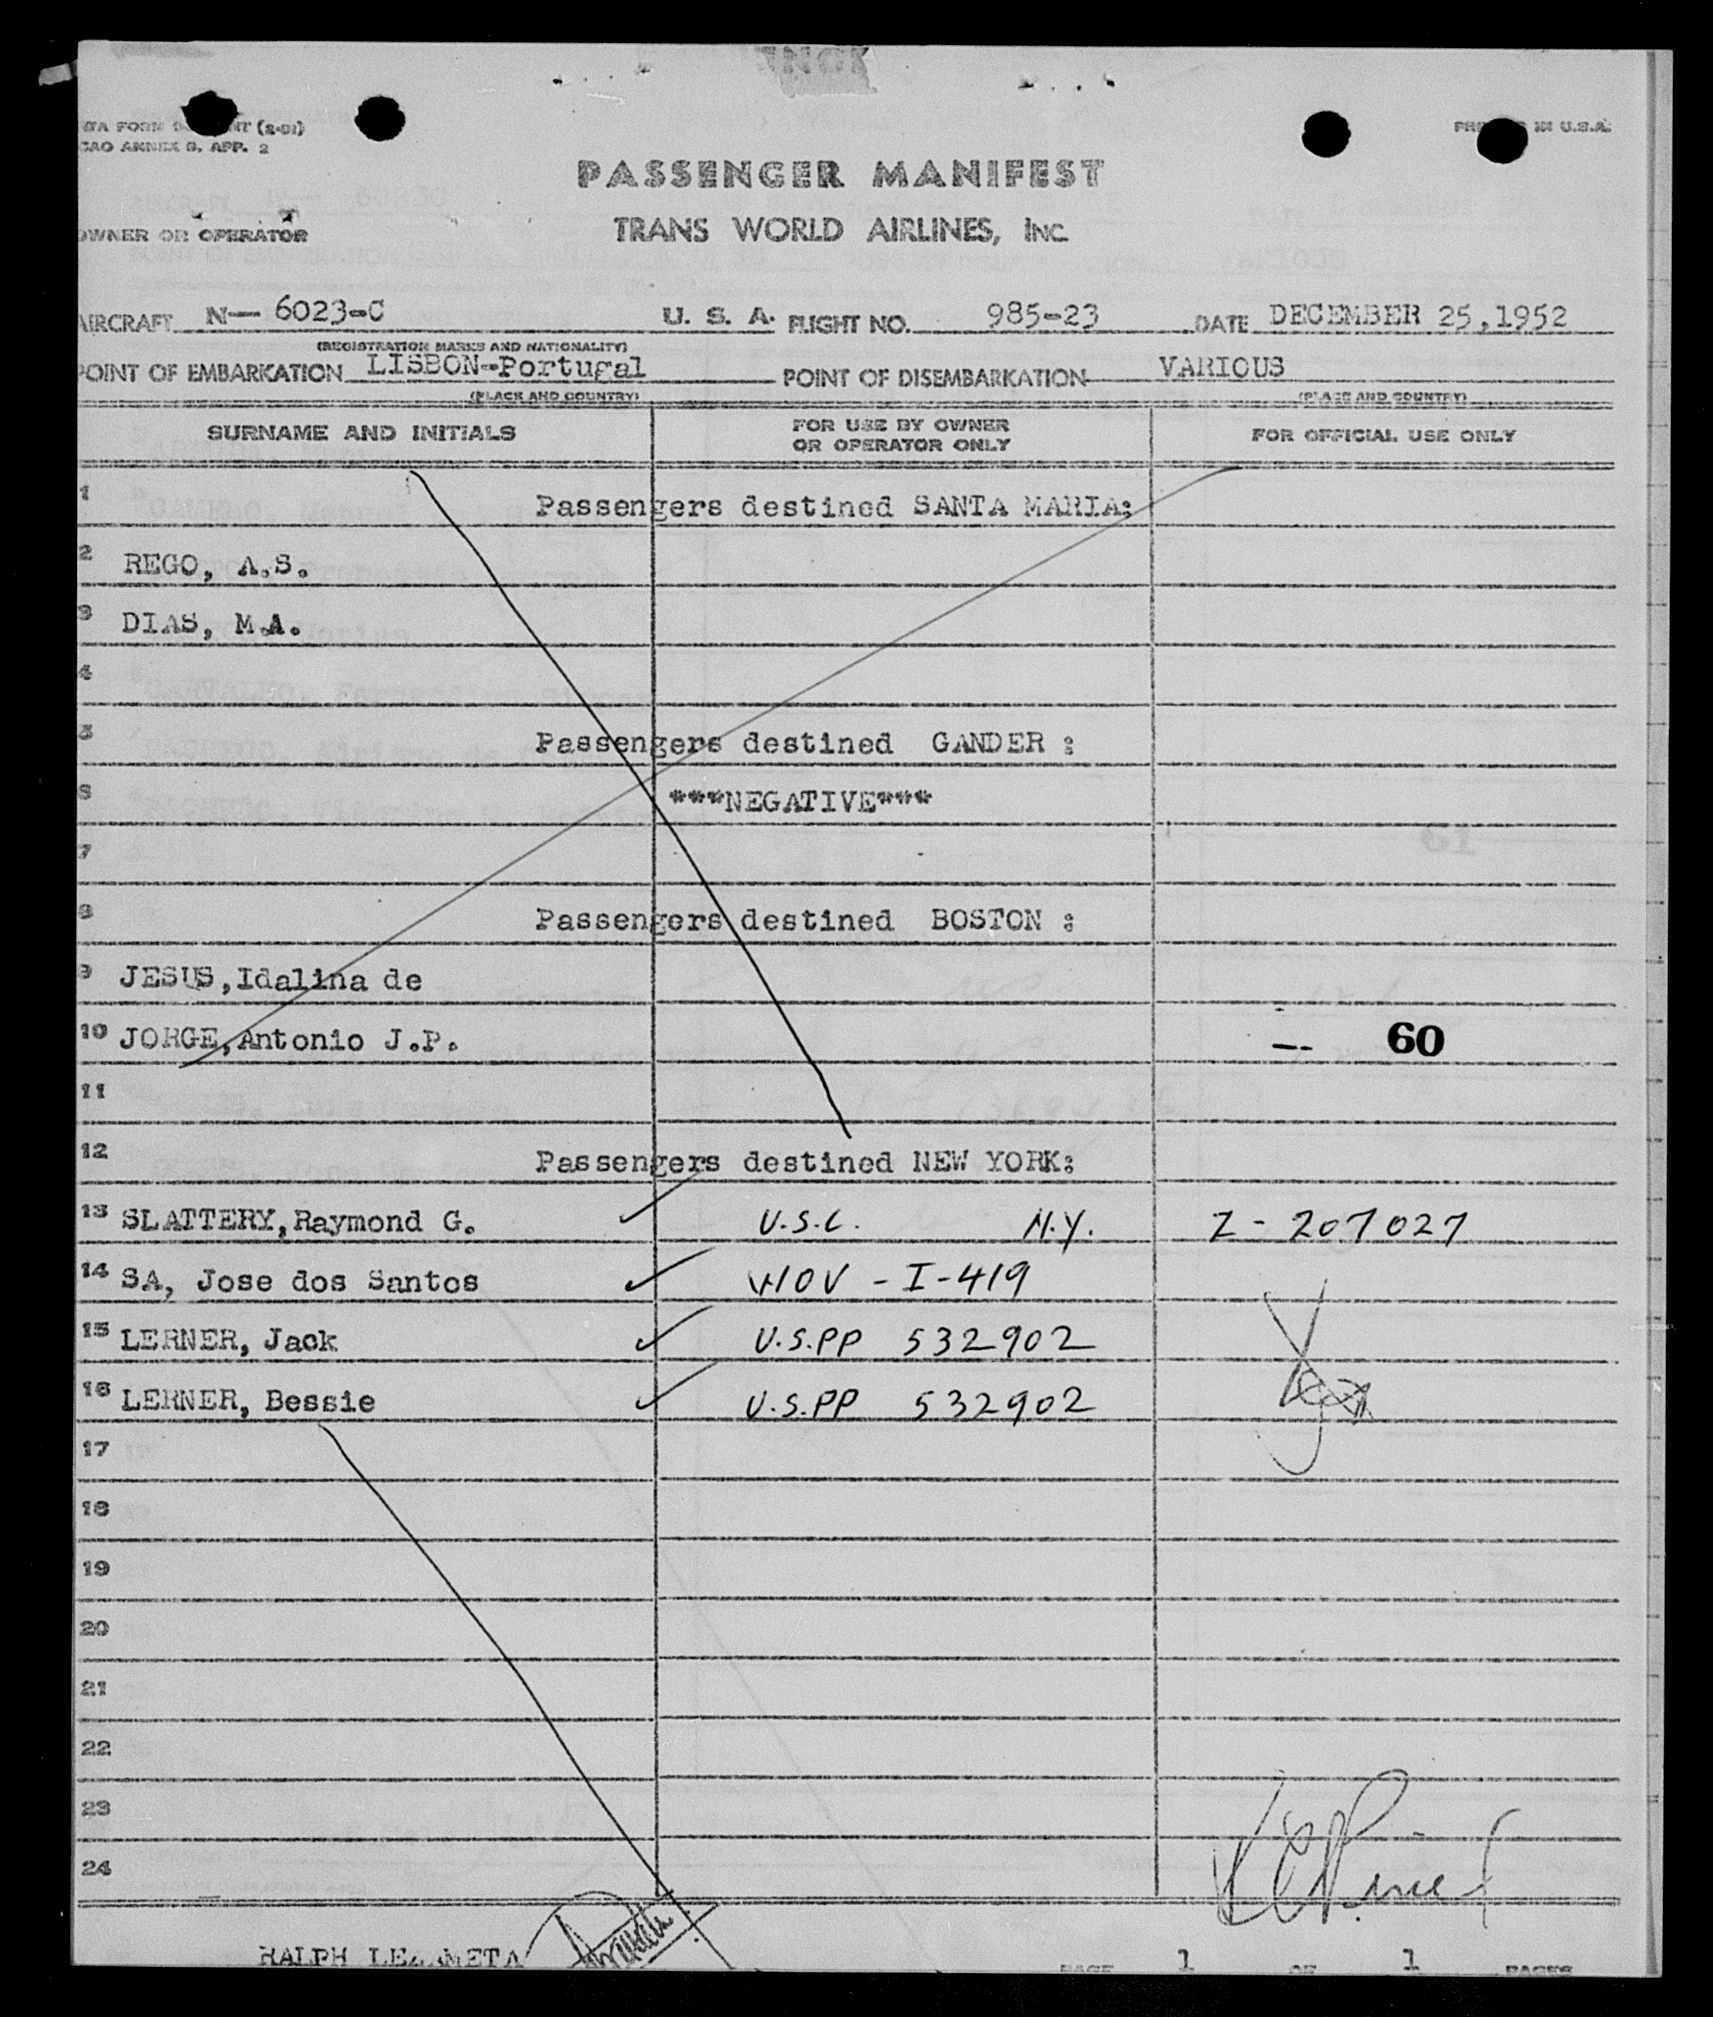 CAO ANNEX 9, APP. 2
IN U.S.A.
PASSENGER MANIFEST
OWNER OR OPERATOR TRANS WORLD AIRLINES, INC.
AIRCRAFT N- 6023-C U. S. A. FLIGHT NO. 985-23 DATE DECEMBER 25,1952
(REGISTRATION MARKS AND NATIONALITY)
POINT OF EMBARKATION LISBON-Portugal POINT OF DISEMBARKATION VARIOUS
(PLACE AND COUNTRY) (PLACE AND COUNTRY)
SURNAME AND INITIALS FOR USE BY OWNER OR OPERATOR ONLY FOR OFFICIAL USE ONLY
1 Passengers destined SANTA MARIA:
2 REGO, A.S.
3 DIAS, M.A.
4
5 Passengers destined GANDER :
6 ***NEGATIVE***
7
8 Passengers destined BOSTON :
9 JESUS,Idalina de
10 JORGE,Antonio J.P. -- 60
11
12 Passengers destined NEW YORK:
13 SLATTERY,Raymond G. U.S.C. N.Y. Z - 207027
14 SA, Jose dos Santos - I-419
15 LERNER, Jack U.S.PP 532902
16 LERNER, Bessie U.S.PP 532902
17
18
19
20
21
22
23
24
RALPH
PAGE 1 OF 1 PAGES